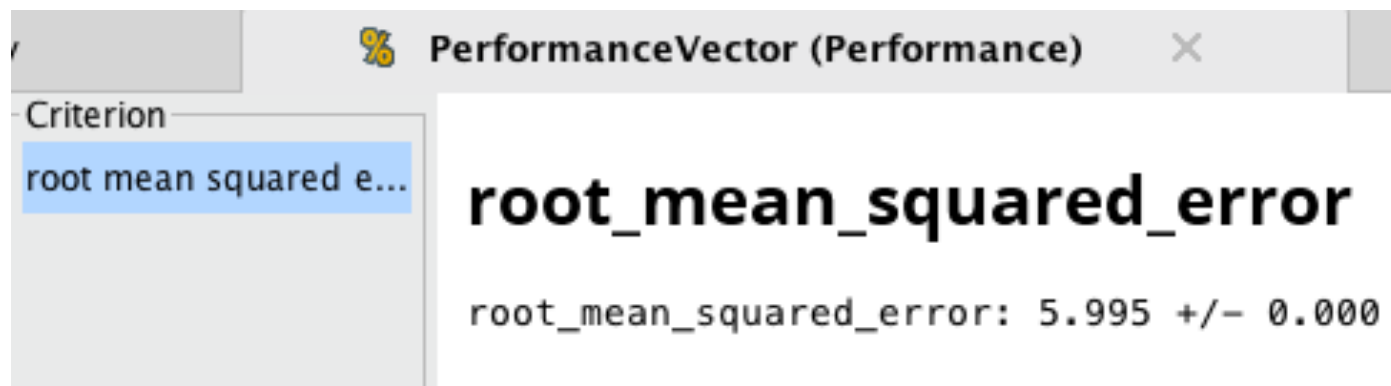 PerformanceVector (Performance)
Criterion
root mean squared e...
root_mean_squared_error
root_mean_squared_error: 5.995 +/- 0.000